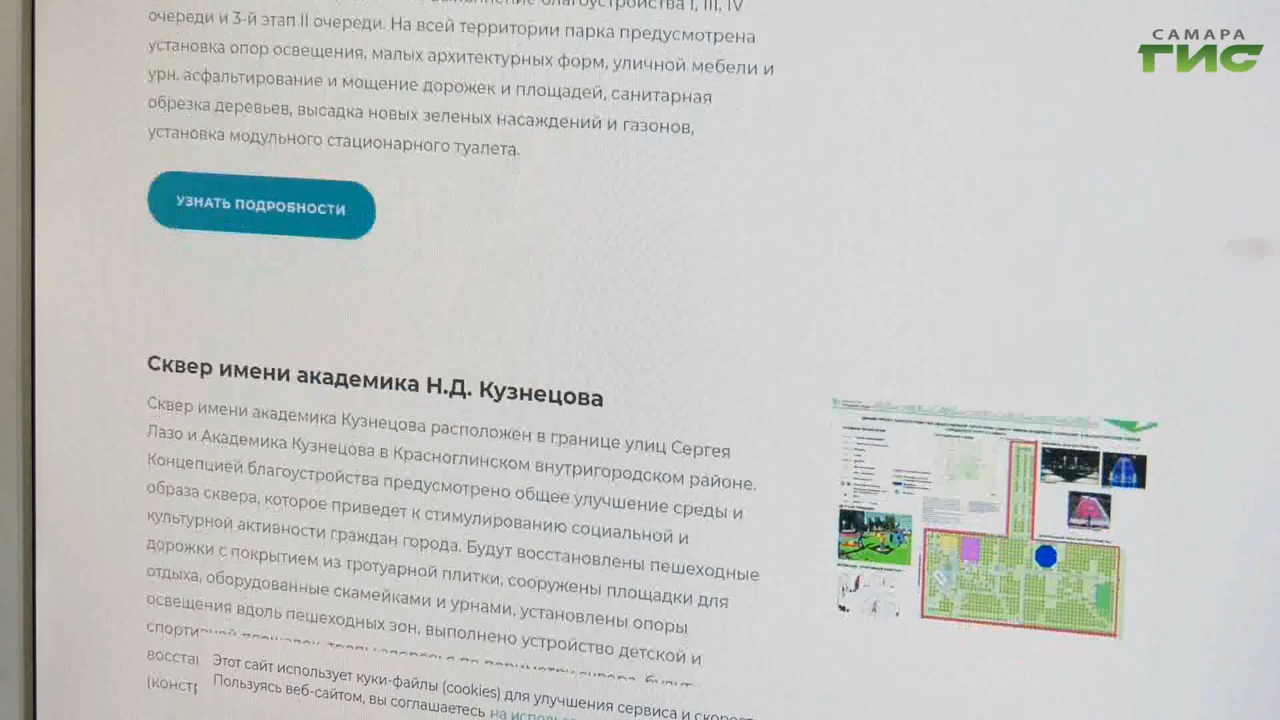 САМАРА
ГИС
благоустройства I, III, IV
очереди и 3-й этап II очереди. На всей территории парка предусмотрена
установка опор освещения, малых архитектурных форм, уличной мебели и
урн, асфальтирование и мощение дорожек и площадей, санитарная
обрезка деревьев, высадка новых зеленых насаждений и газонов,
установка модульного стационарного туалета.
УЗНАТЬ ПОДРОБНОСТИ
Сквер имени академика Н.Д. Кузнецова
Сквер имени академика Кузнецова расположен в границе улиц Сергея
Лазо и Академика Кузнецова в Красноглинском внутригородском районе.
Концепцией благоустройства предусмотрено общее улучшение среды и
образа сквера, которое приведет к стимулированию социальной и
культурной активности граждан города. Будут восстановлены пешеходные
дорожки с покрытием из тротуарной плитки, сооружены площадки для
отдыха, оборудованные скамейками и урнами, установлены опоры
освещения вдоль пешеходных зон, выполнено устройство детской и
Этот сайт использует куки-файлы (cookies) для улучшения сервиса и
Пользуясь веб-сайтом, вы соглашаетесь на